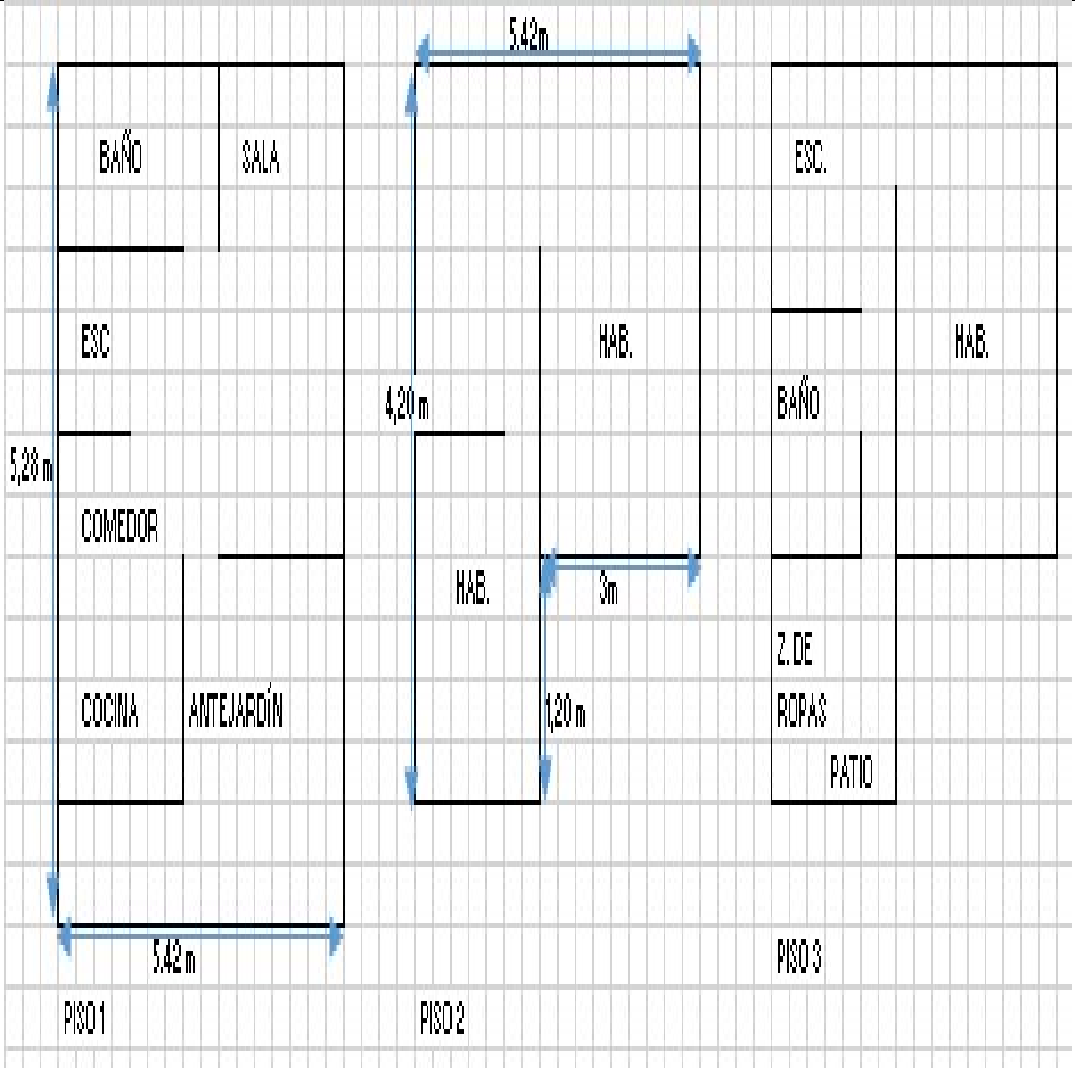 5.42m
BAÑO
SALA
ESC
5,28 m
COMEDOR
COCINA
ANTEJARDÍN
5.42 m
PISO 1
4,20 m
HAB.
HAB.
3m
1,20 m
PISO 2
ESC.
HAB.
BAÑO
Z. DE
ROPAS
PATIO
PISO 3